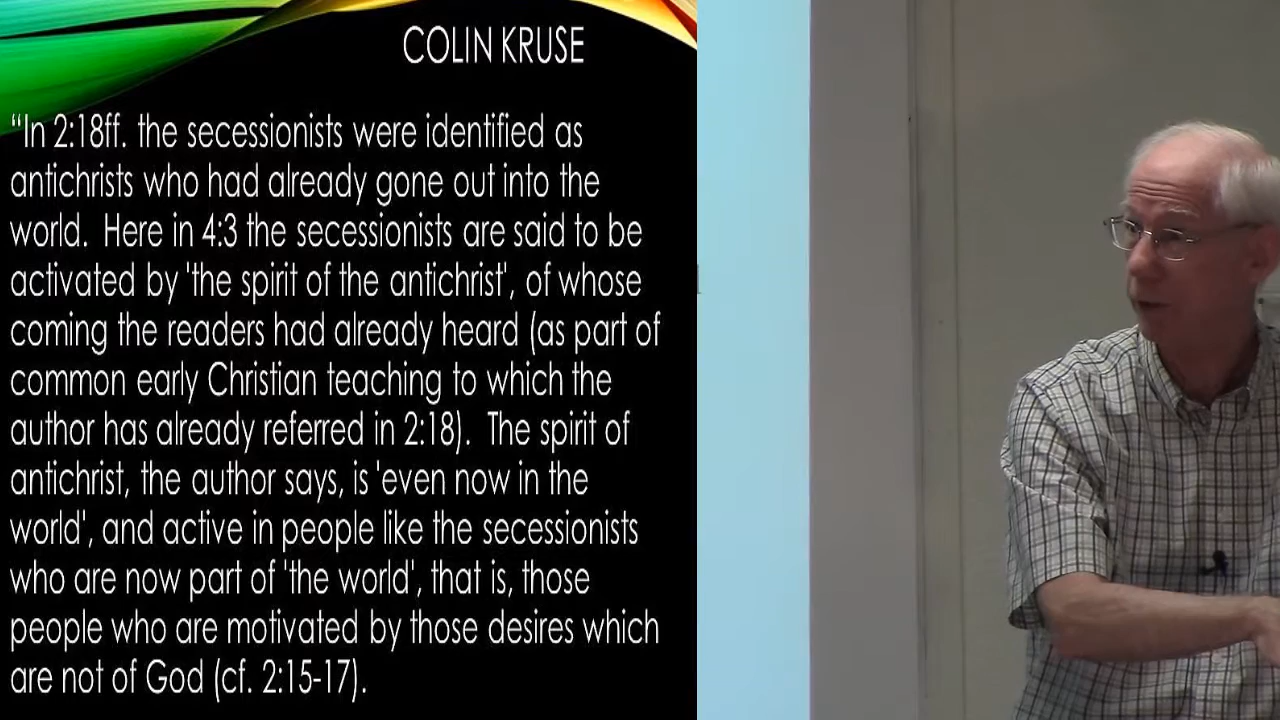 COLIN KRUSE
“In 2:18ff. the secessionists were identified as
antichrists who had already gone out into the
world.  Here in 4:3 the secessionists are said to be
activated by 'the spirit of the antichrist', of whose
coming the readers had already heard (as part of
common early Christian teaching to which the
author has already referred in 2:18).  The spirit of
antichrist, the author says, is 'even now in the
world', and active in people like the secessionists
who are now part of 'the world', that is, those
people who are motivated by those desires which
are not of God (cf. 2:15-17).